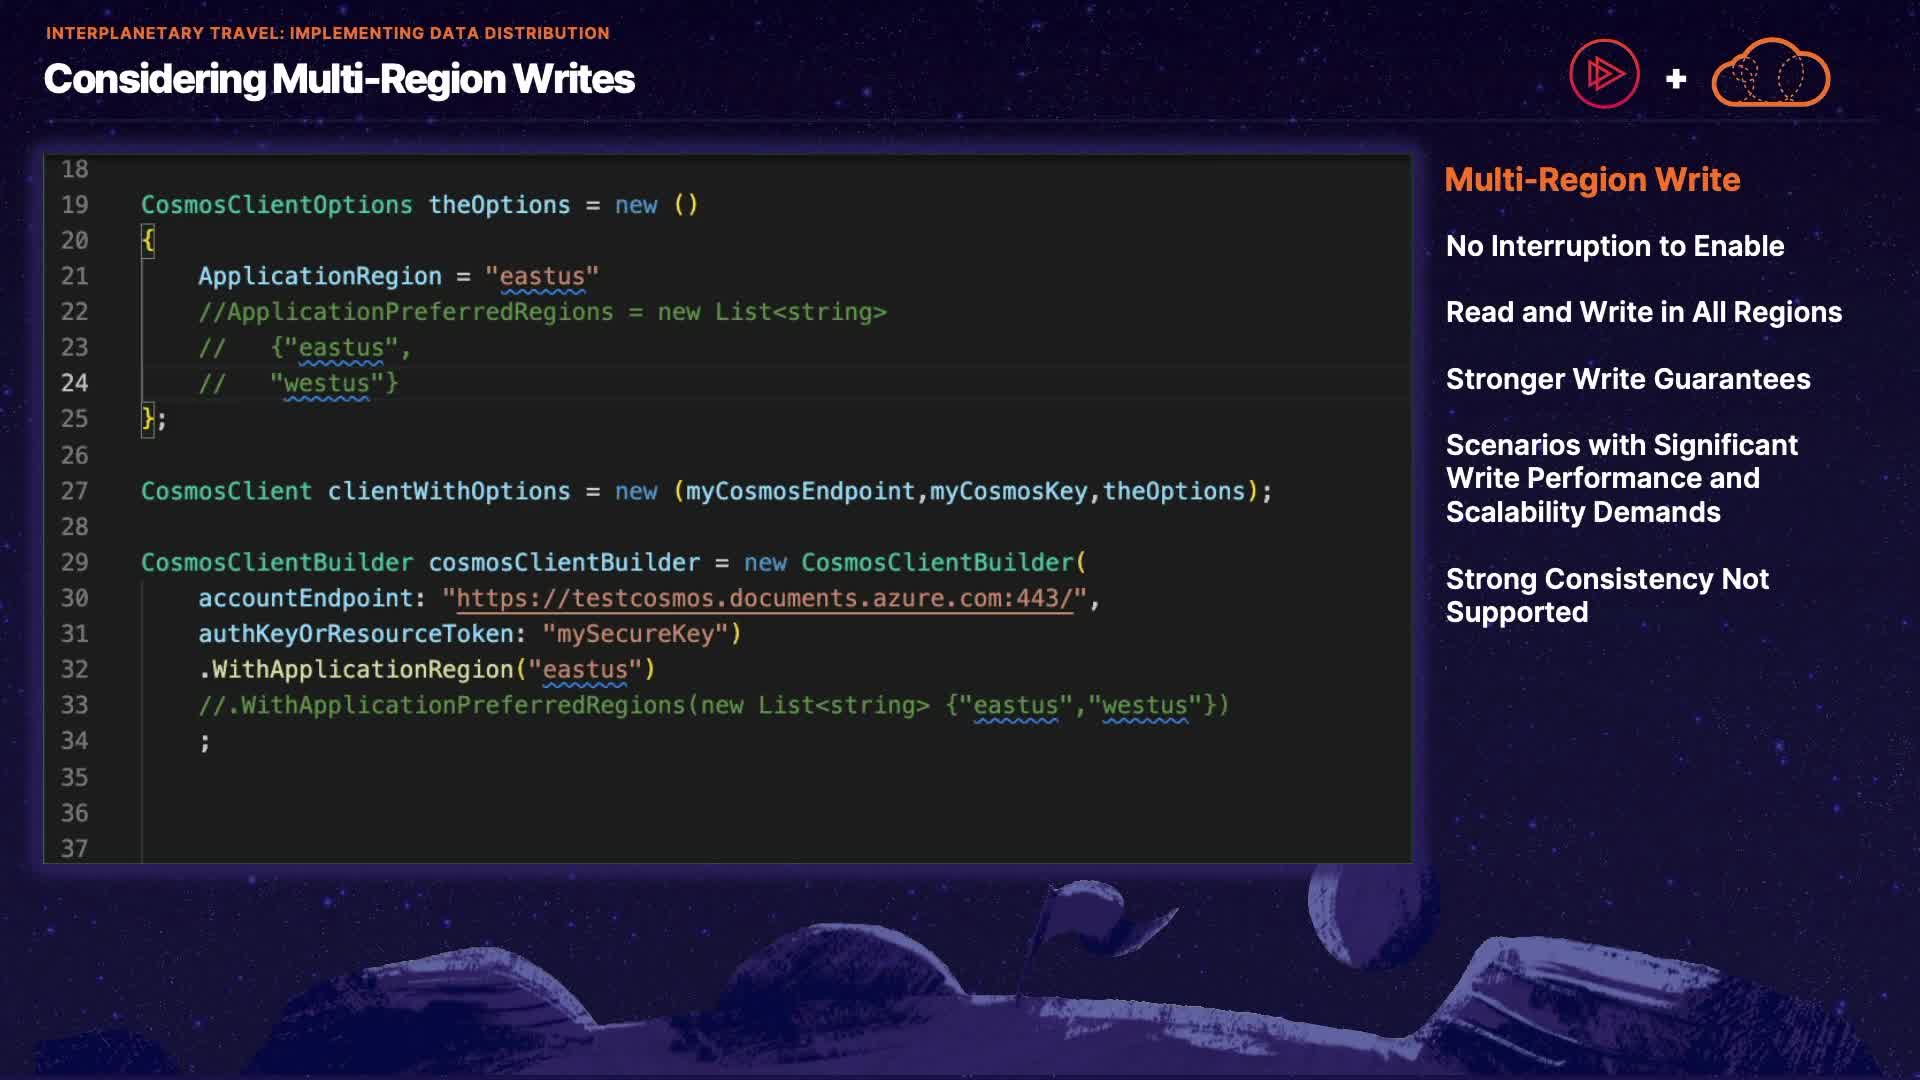 INTERPLANETARY TRAVEL: IMPLEMENTING DATA DISTRIBUTION
Considering Multi-Region Writes
+
18
19 CosmosClientOptions theOptions = new ()
20 {
21 ApplicationRegion = "eastus"
22 //ApplicationPreferredRegions = new List<string>
23 // {"eastus",
24 // "westus"}
25 };
26
27 CosmosClient clientWithOptions = new (myCosmosEndpoint,myCosmosKey,theOptions);
28
29 CosmosClientBuilder cosmosClientBuilder = new CosmosClientBuilder(
30 accountEndpoint: "https://testcosmos.documents.azure.com:443/",
31 authKeyOrResourceToken: "mySecureKey")
32 .WithApplicationRegion("eastus")
33 //.WithApplicationPreferredRegions(new List<string> {"eastus","westus"})
34 ;
35
36
37
Multi-Region Write
No Interruption to Enable
Read and Write in All Regions
Stronger Write Guarantees
Scenarios with Significant
Write Performance and
Scalability Demands
Strong Consistency Not
Supported